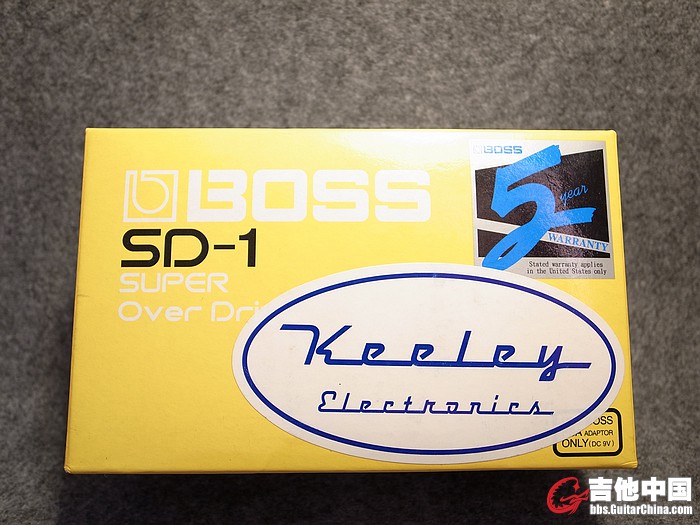 BOSS
SD-1
SUPER
Over Dri
BOSS
5
year
WARRANTY
Stated warranty applies
in the United States only
Keeley
Electronics
OSS
ADAPTOR
ONLY (DC 9V)
吉他中国
bbs.GuitarChina.com